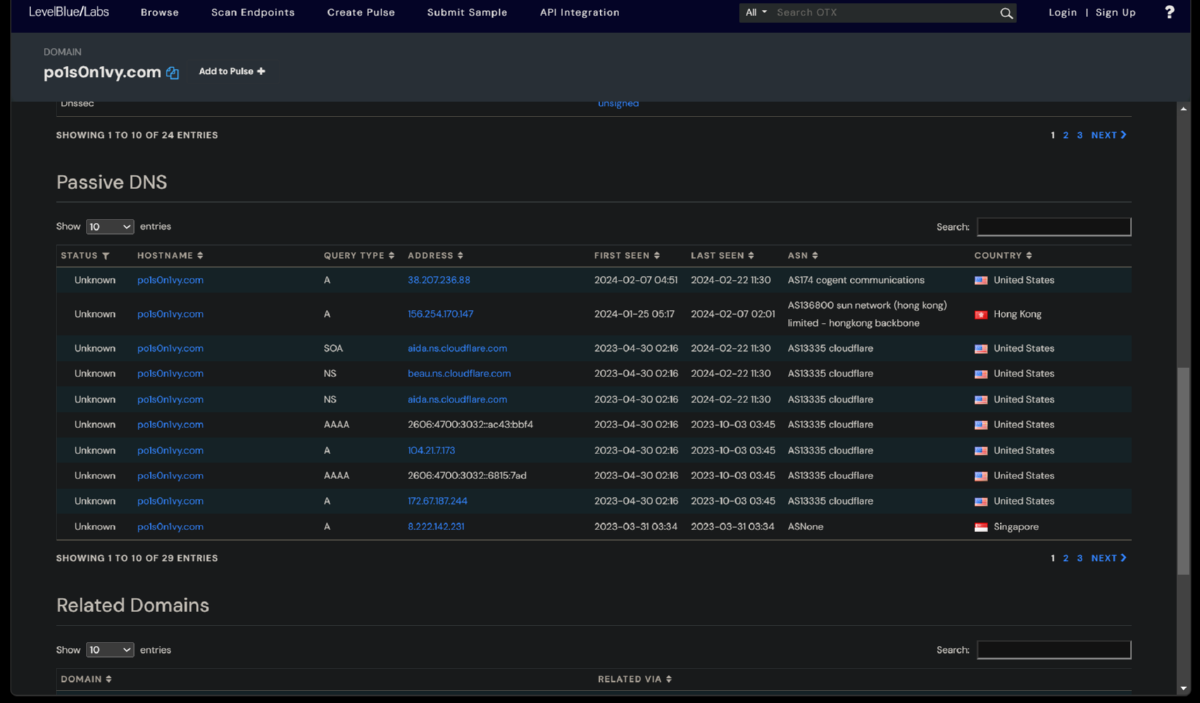 LevelBlue/Labs Browse Scan Endpoints Create Pulse Submit Sample API Integration All Search OTX Login | Sign Up ?
DOMAIN
po1s0n1vy.com Add to Pulse +
Dnssec unsigned
SHOWING 1 TO 10 OF 24 ENTRIES 1 2 3 NEXT
Passive DNS
Show 10 entries Search:
STATUS HOSTNAME QUERY TYPE ADDRESS FIRST SEEN LAST SEEN ASN COUNTRY
Unknown po1s0n1vy.com A 38.207.236.88 2024-02-07 04:51 2024-02-22 11:30 AS174 cogent communications United States
Unknown po1s0n1vy.com A 156.254.170.147 2024-01-25 05:17 2024-02-07 02:01 AS136800 sun network (hong kong) limited - hongkong backbone Hong Kong
Unknown po1s0n1vy.com SOA aida.ns.cloudflare.com 2023-04-30 02:16 2024-02-22 11:30 AS13335 cloudflare United States
Unknown po1s0n1vy.com NS beau.ns.cloudflare.com 2023-04-30 02:16 2024-02-22 11:30 AS13335 cloudflare United States
Unknown po1s0n1vy.com NS aida.ns.cloudflare.com 2023-04-30 02:16 2024-02-22 11:30 AS13335 cloudflare United States
Unknown po1s0n1vy.com AAAA 2606:4700:3032::ac43:bbf4 2023-04-30 02:16 2023-10-03 03:45 AS13335 cloudflare United States
Unknown po1s0n1vy.com A 104.21.7.173 2023-04-30 02:16 2023-10-03 03:45 AS13335 cloudflare United States
Unknown po1s0n1vy.com AAAA 2606:4700:3032::6815:7ad 2023-04-30 02:16 2023-10-03 03:45 AS13335 cloudflare United States
Unknown po1s0n1vy.com A 172.67.187.244 2023-04-30 02:16 2023-10-03 03:45 AS13335 cloudflare United States
Unknown po1s0n1vy.com A 8.222.142.231 2023-03-31 03:34 2023-03-31 03:34 ASNone Singapore
SHOWING 1 TO 10 OF 29 ENTRIES 1 2 3 NEXT
Related Domains
Show 10 entries Search:
DOMAIN RELATED VIA